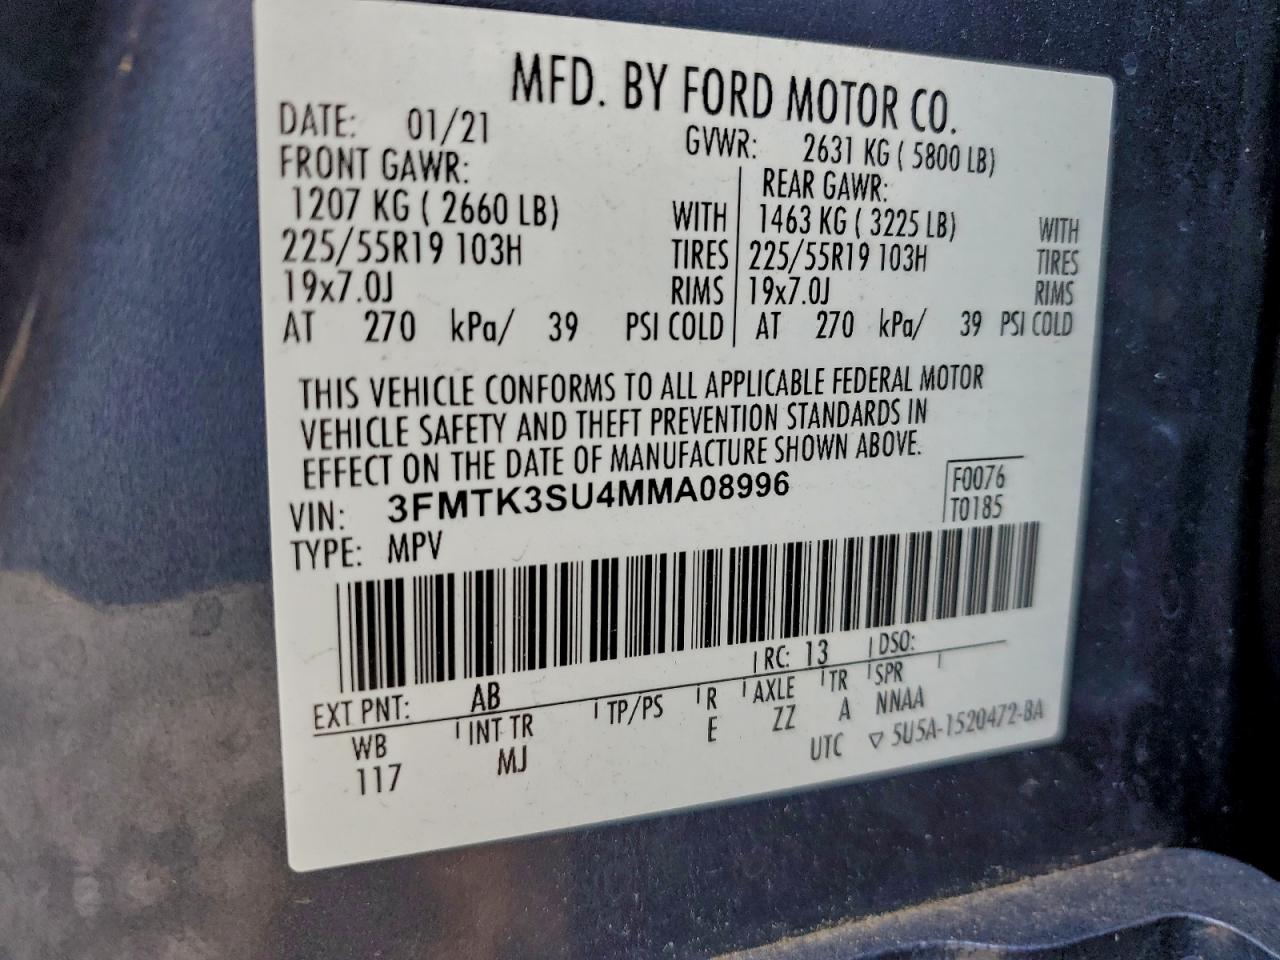 MFD. BY FORD MOTOR CO.
DATE: 01/21 GVWR: 2631 KG ( 5800 LB)
FRONT GAWR: REAR GAWR:
1207 KG ( 2660 LB) WITH 1463 KG ( 3225 LB) WITH
225/55R19 103H TIRES 225/55R19 103H TIRES
19x7.0J RIMS 19x7.0J RIMS
AT 270 kPa/ 39 PSI COLD AT 270 kPa/ 39 PSI COLD
THIS VEHICLE CONFORMS TO ALL APPLICABLE FEDERAL MOTOR
VEHICLE SAFETY AND THEFT PREVENTION STANDARDS IN
EFFECT ON THE DATE OF MANUFACTURE SHOWN ABOVE.
VIN: 3FMTK3SU4MMA08996 F0076
TYPE: MPV T0185
EXT PNT: AB RC: 13 DSO:
WB INT TR TP/PS R AXLE TR SPR
117 MJ E ZZ A NNAA
UTC ▽ 5U5A-1520472-BA